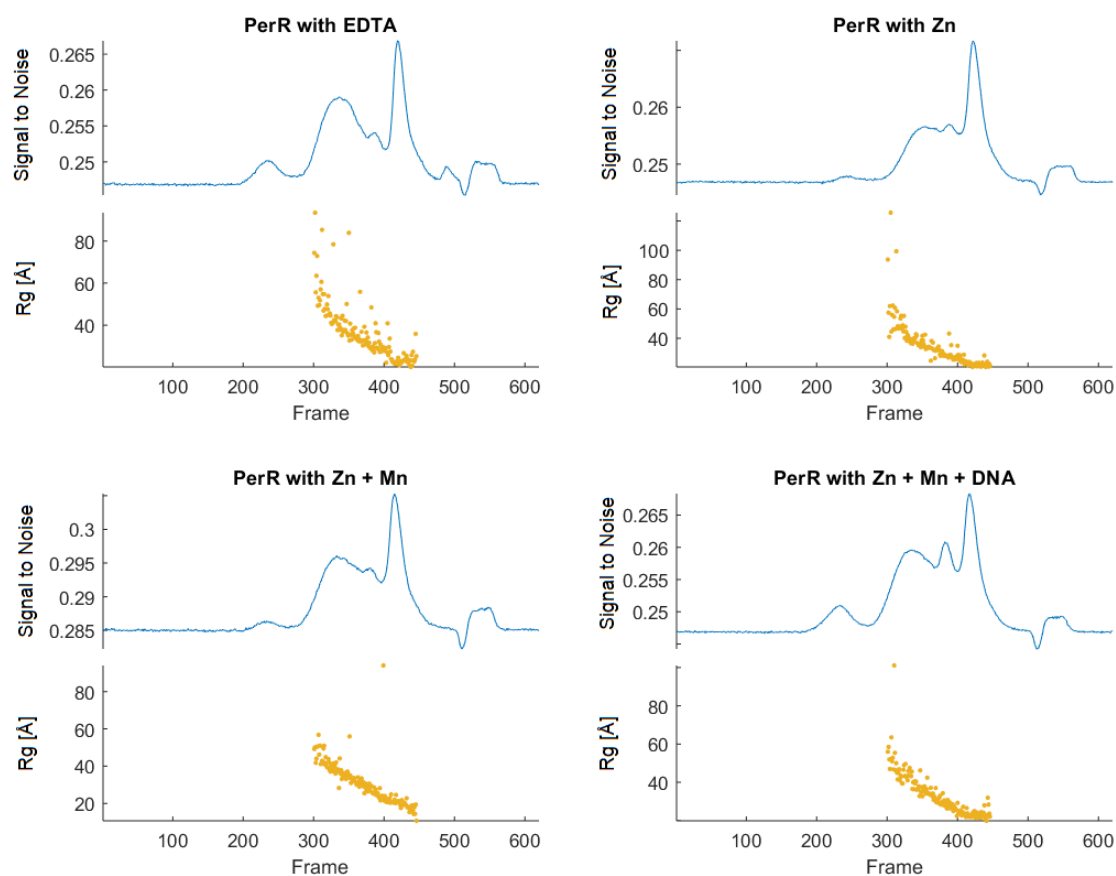 PerR with EDTA
Signal to Noise
0.265
0.26
0.255
0.25
Rg [Å]
80
60
40
100 200 300 400 500 600
Frame
PerR with Zn
Signal to Noise
0.26
0.25
Rg [Å]
100
80
60
40
100 200 300 400 500 600
Frame
PerR with Zn + Mn
Signal to Noise
0.3
0.295
0.29
0.285
Rg [Å]
80
60
40
20
100 200 300 400 500 600
Frame
PerR with Zn + Mn + DNA
Signal to Noise
0.265
0.26
0.255
0.25
Rg [Å]
80
60
40
100 200 300 400 500 600
Frame